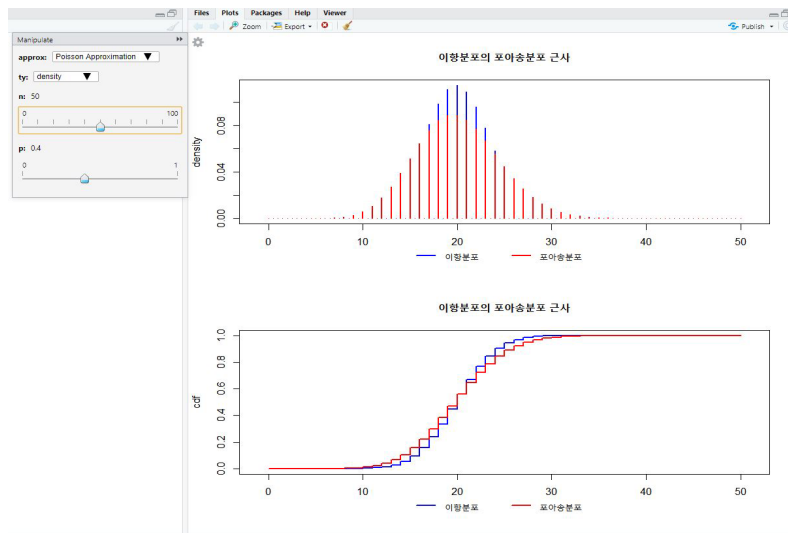 Files Plots Packages Help Viewer
Zoom Export Publish
Manipulate
approx: Poisson Approximation
ty: density
n: 50
0 100
p: 0.4
0 1
이항분포의 포아송분포 근사
density
0.00 0.04 0.08
0 10 20 30 40 50
이항분포 포아송분포
이항분포의 포아송분포 근사
cdf
0.0 0.2 0.4 0.6 0.8 1.0
0 10 20 30 40 50
이항분포 포아송분포